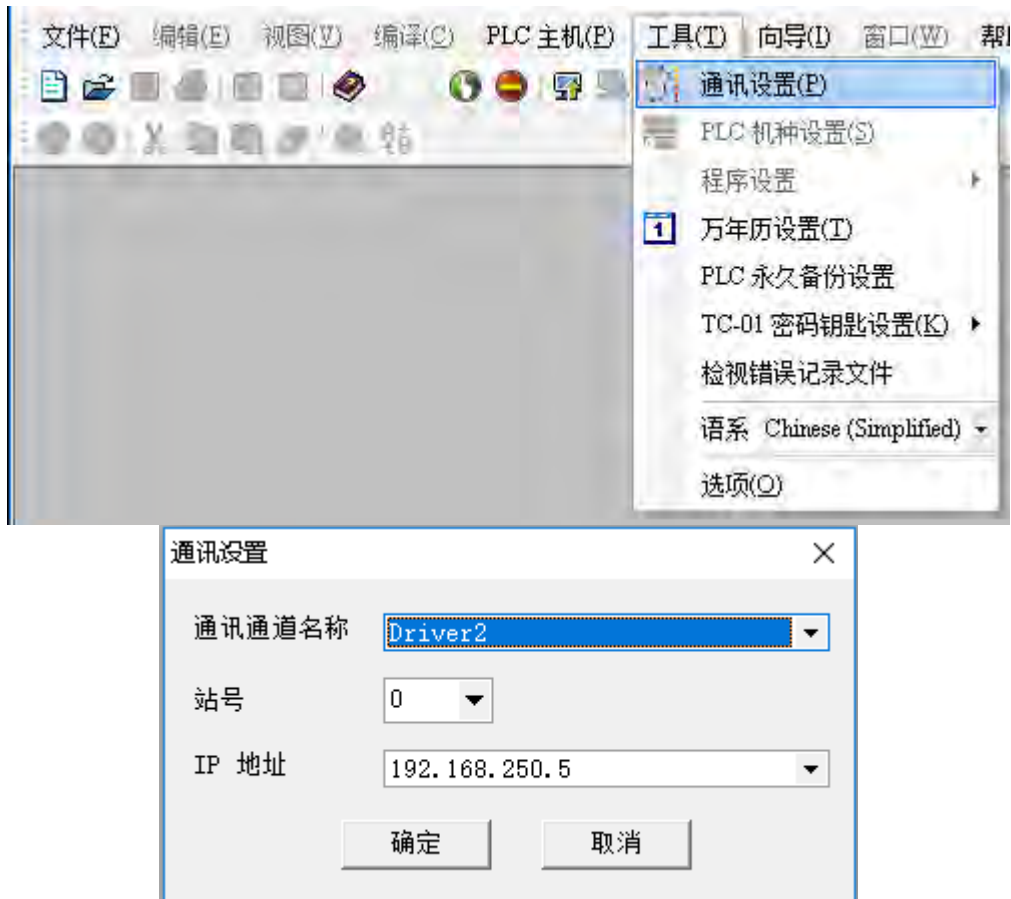 文件(F) 编辑(E) 视图(V) 编译(C) PLC 主机(P) 工具(T) 向导(I) 窗口(W)
通讯设置(P)
PLC 机种设置(S)
程序设置
1 万年历设置(T)
PLC 永久备份设置
TC-01 密码钥匙设置(K)
检视错误记录文件
语系 Chinese (Simplified)
选项(O)
通讯设置
通讯通道名称 Driver2
站号 0
IP 地址 192.168.250.5
确定 取消